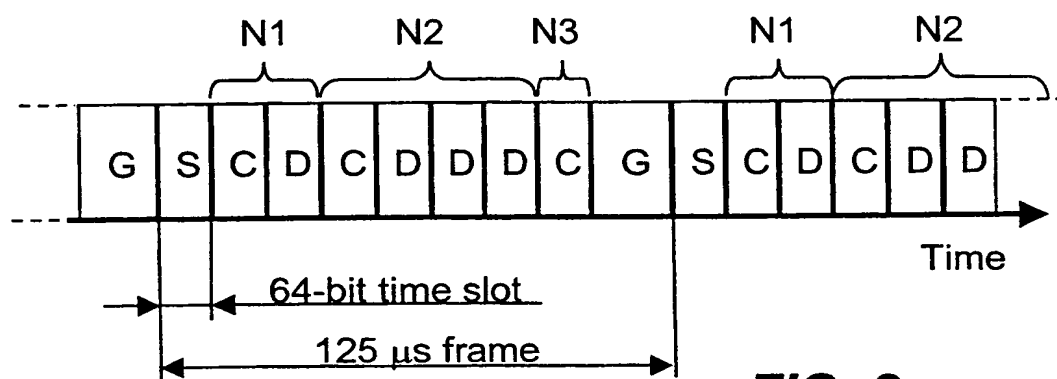 N1 N2 N3 N1 N2
G S C D C D D D C G S C D C D D
Time
64-bit time slot
125 μs frame